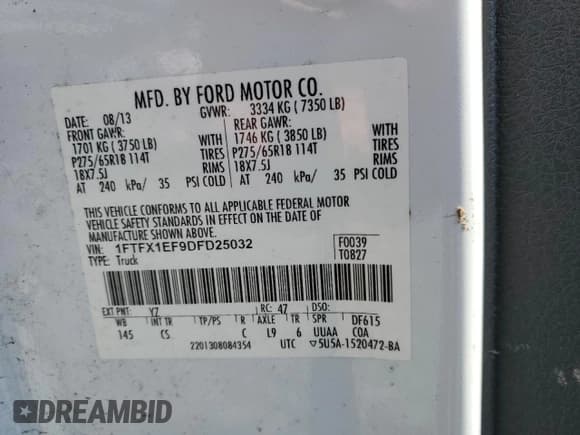 MFD. BY FORD MOTOR CO.
DATE: 08/13 GVWR: 3334 KG ( 7350 LB)
FRONT GAWR: REAR GAWR:
1701 KG ( 3750 LB) WITH 1746 KG ( 3850 LB) WITH
P275/65R18 114T TIRES P275/65R18 114T TIRES
18X7.5J RIMS 18X7.5J RIMS
AT 240 kPa/ 35 PSI COLD AT 240 kPa/ 35 PSI COLD
THIS VEHICLE CONFORMS TO ALL APPLICABLE FEDERAL MOTOR
VEHICLE SAFETY STANDARDS IN EFFECT ON THE DATE OF
MANUFACTURE SHOWN ABOVE.
VIN: 1FTFX1EF9DFD25032 F0039
TYPE: Truck T0827
EXT PNT: YZ RC: 47 DSO:
WB INT TR TP/PS R AXLE TR SPR DF615
145 CS C L9 6 UUAA COA
2201308084354 UTC 5U5A-1520472-BA
DREAMBID